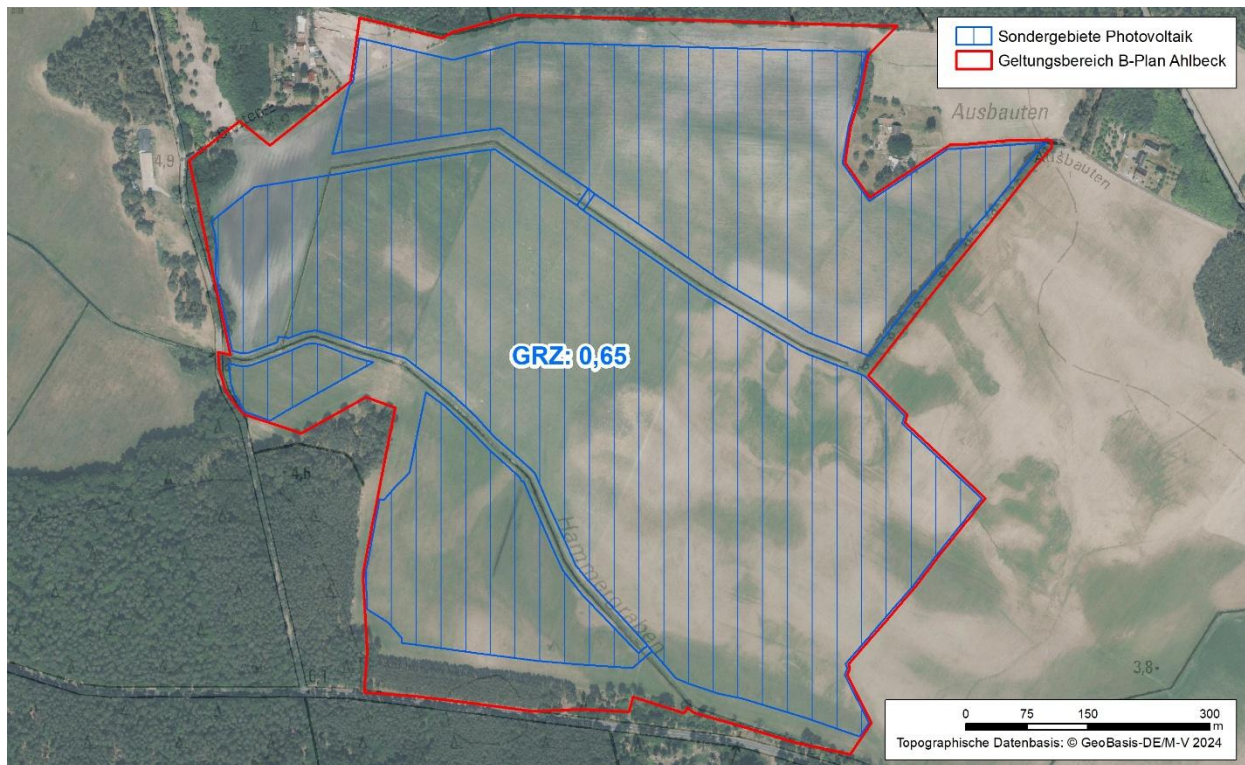 Sondergebiete Photovoltaik
Geltungsbereich B-Plan Ahlbeck
Ausbauten
4,9
Ausbauten
GRZ: 0,65
4,6
Hammergraben
6,1
3,8
0 75 150 300
m
Topographische Datenbasis: © GeoBasis-DE/M-V 2024